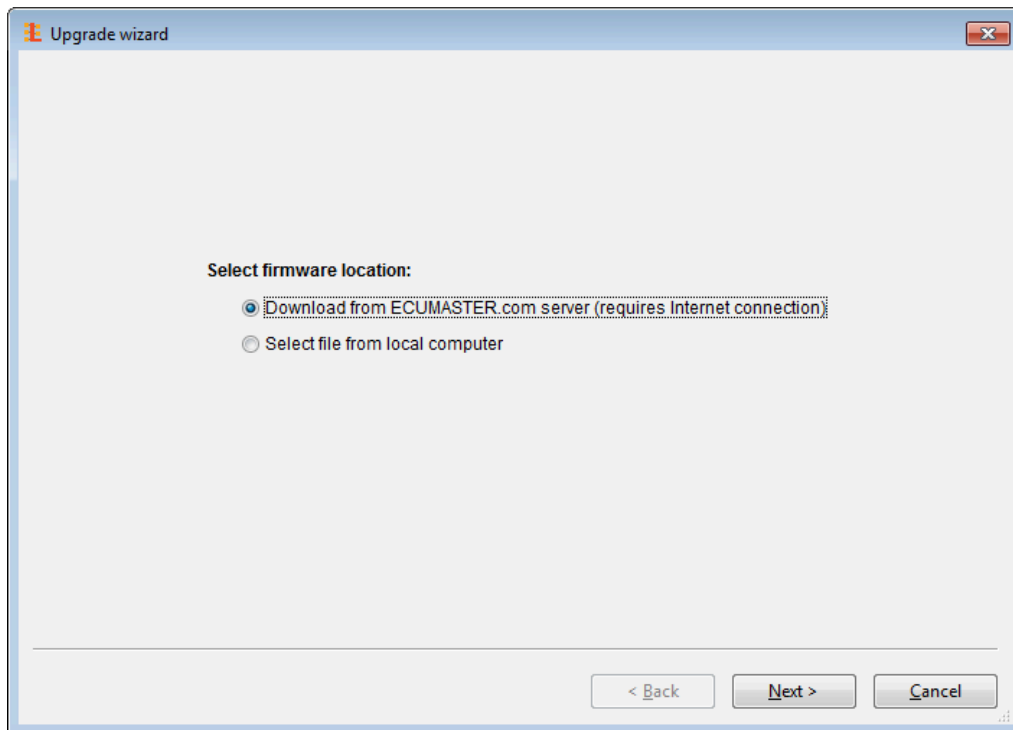 Upgrade wizard
Select firmware location:
Download from ECUMASTER.com server (requires Internet connection)
Select file from local computer
< Back Next > Cancel